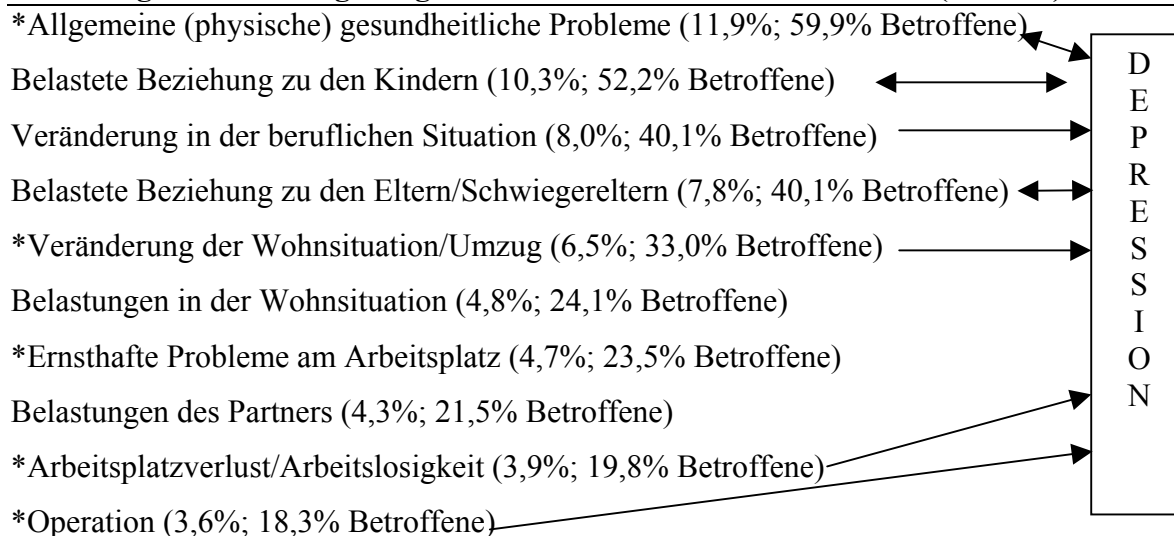 *Allgemeine (physische) gesundheitliche Probleme (11,9%; 59,9% Betroffene)
Belastete Beziehung zu den Kindern (10,3%; 52,2% Betroffene)
Veränderung in der beruflichen Situation (8,0%; 40,1% Betroffene)
Belastete Beziehung zu den Eltern/Schwiegereltern (7,8%; 40,1% Betroffene)
*Veränderung der Wohnsituation/Umzug (6,5%; 33,0% Betroffene)
Belastungen in der Wohnsituation (4,8%; 24,1% Betroffene)
*Ernsthafte Probleme am Arbeitsplatz (4,7%; 23,5% Betroffene)
Belastungen des Partners (4,3%; 21,5% Betroffene)
*Arbeitsplatzverlust/Arbeitslosigkeit (3,9%; 19,8% Betroffene)
*Operation (3,6%; 18,3% Betroffene)
D
E
P
R
E
S
S
I
O
N